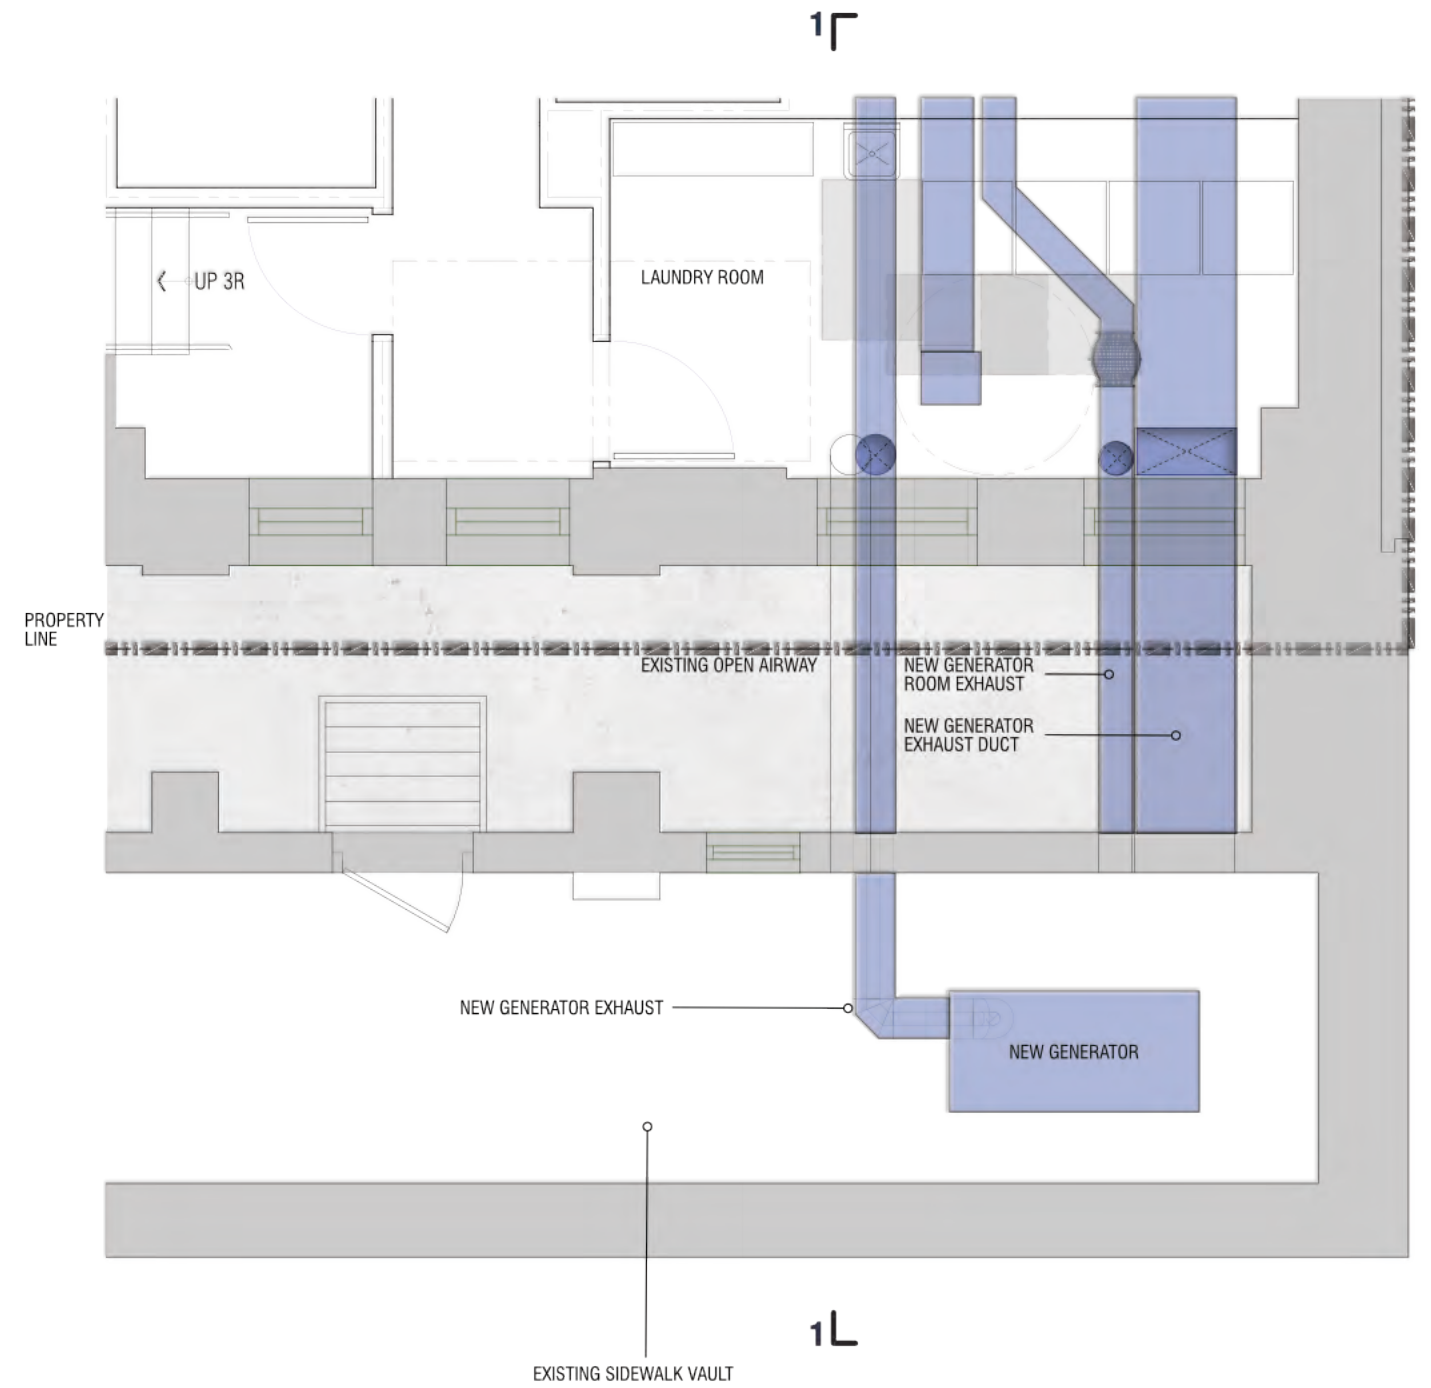 1
UP 3R
LAUNDRY ROOM
PROPERTY
LINE
EXISTING OPEN AIRWAY
NEW GENERATOR
ROOM EXHAUST
NEW GENERATOR
EXHAUST DUCT
NEW GENERATOR EXHAUST
NEW GENERATOR
1
EXISTING SIDEWALK VAULT